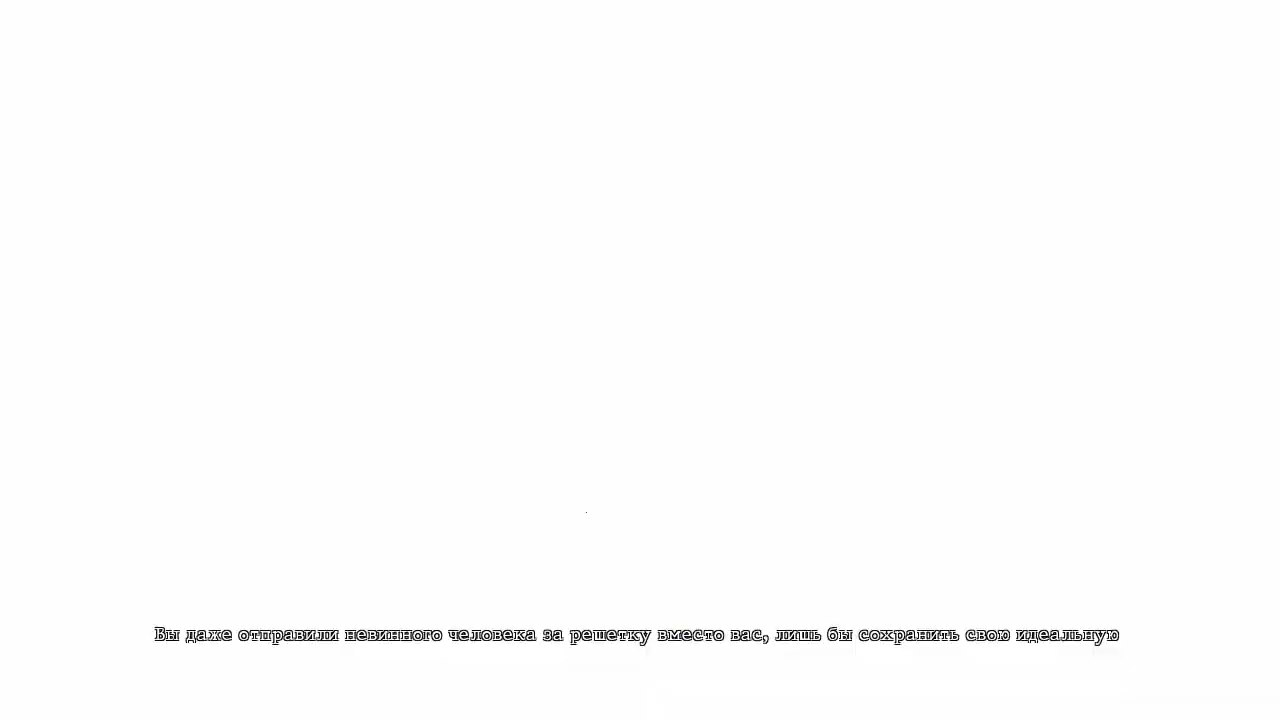 Вы даже отправили невинного человека за решетку вместо вас, лишь бы сохранить свою идеальную